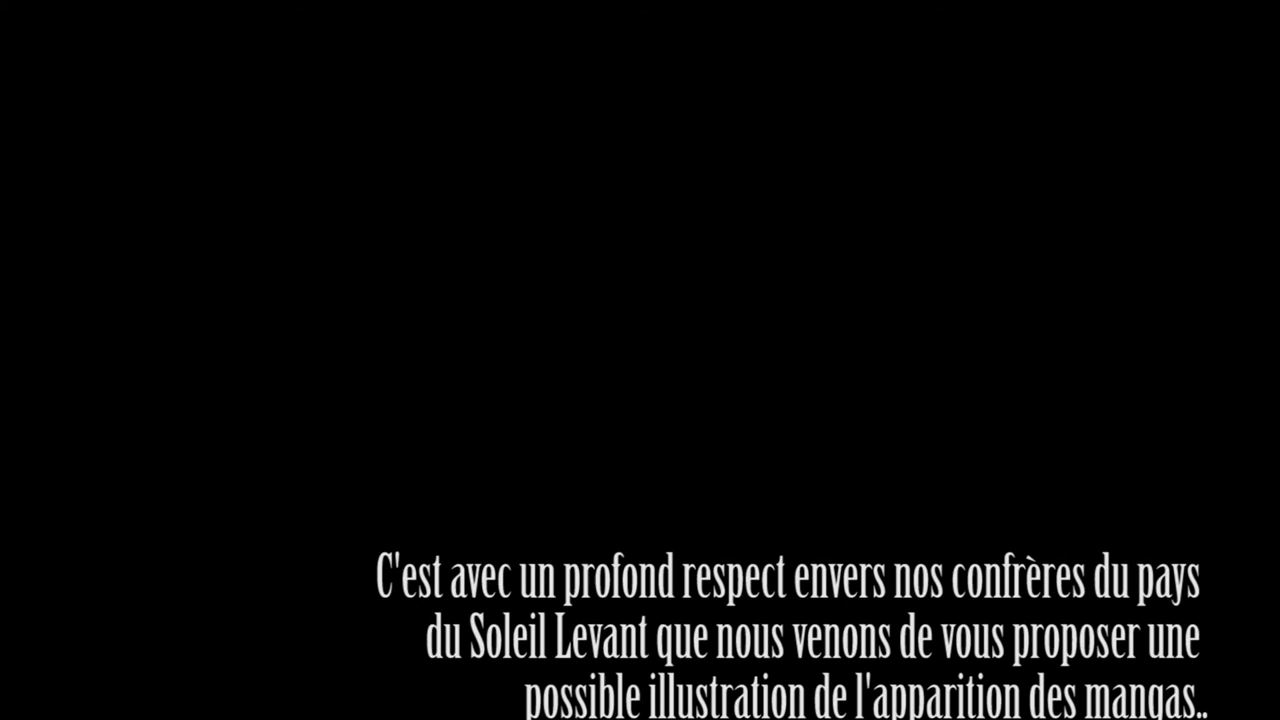 C'est avec un profond respect envers nos confrères du pays
du Soleil Levant que nous venons de vous proposer une
possible illustration de l'apparition des mangas..